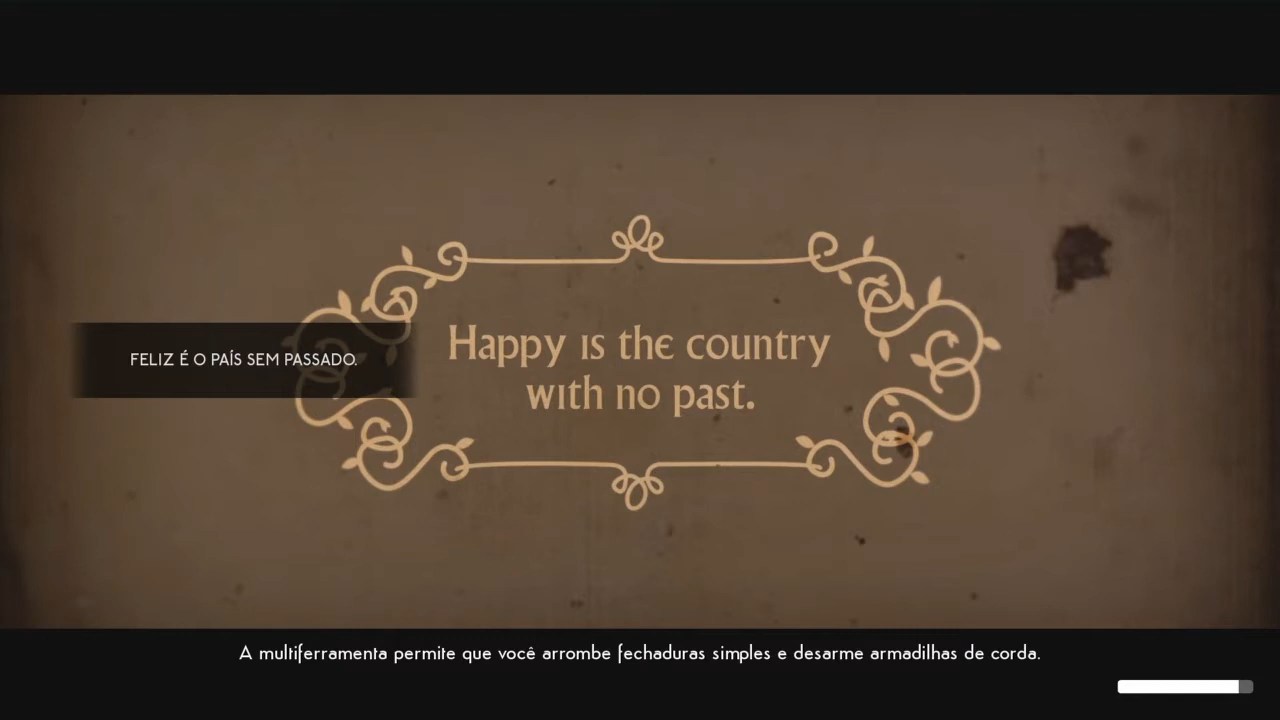 FELIZ É O PAÍS SEM PASSADO.
Happy is the country
with no past.
A multiferramenta permite que você arrombe fechaduras simples e desarme armadilhas de corda.